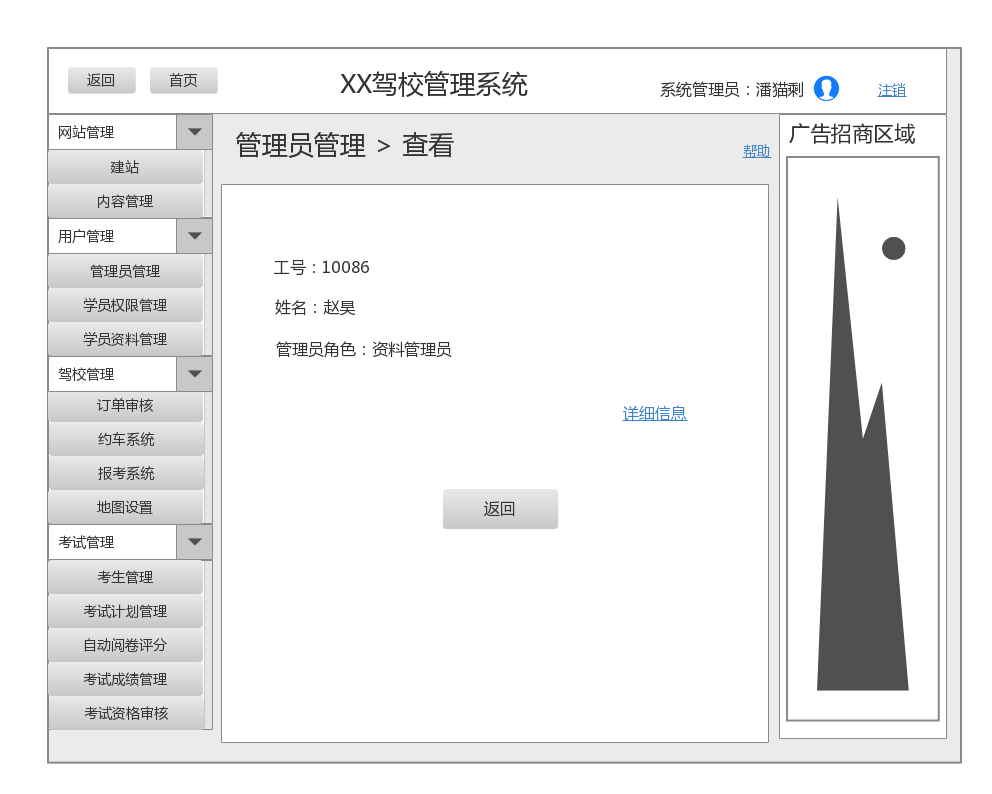 返回 首页 XX驾校管理系统 系统管理员：潘猫剩 注销
网站管理
建站
内容管理
用户管理
管理员管理
学员权限管理
学员资料管理
驾校管理
订单审核
约车系统
报考系统
地图设置
考试管理
考生管理
考试计划管理
自动阅卷评分
考试成绩管理
考试资格审核
管理员管理 > 查看
帮助
工号：10086
姓名：赵昊
管理员角色：资料管理员
详细信息
返回
广告招商区域